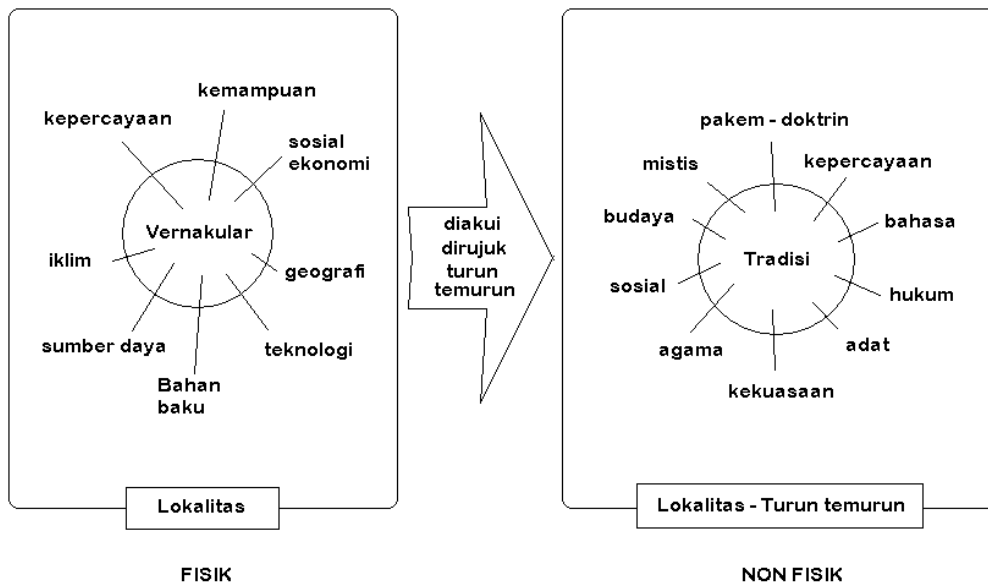 kemampuan
kepercayaan
sosial
ekonomi
Vernakular
iklim
geografi
sumber daya
teknologi
Bahan
baku
Lokalitas
FISIK
diakui
dirujuk
turun
temurun
pakem - doktrin
mistis
kepercayaan
budaya
bahasa
Tradisi
sosial
hukum
agama
adat
kekuasaan
Lokalitas - Turun temurun
NON FISIK